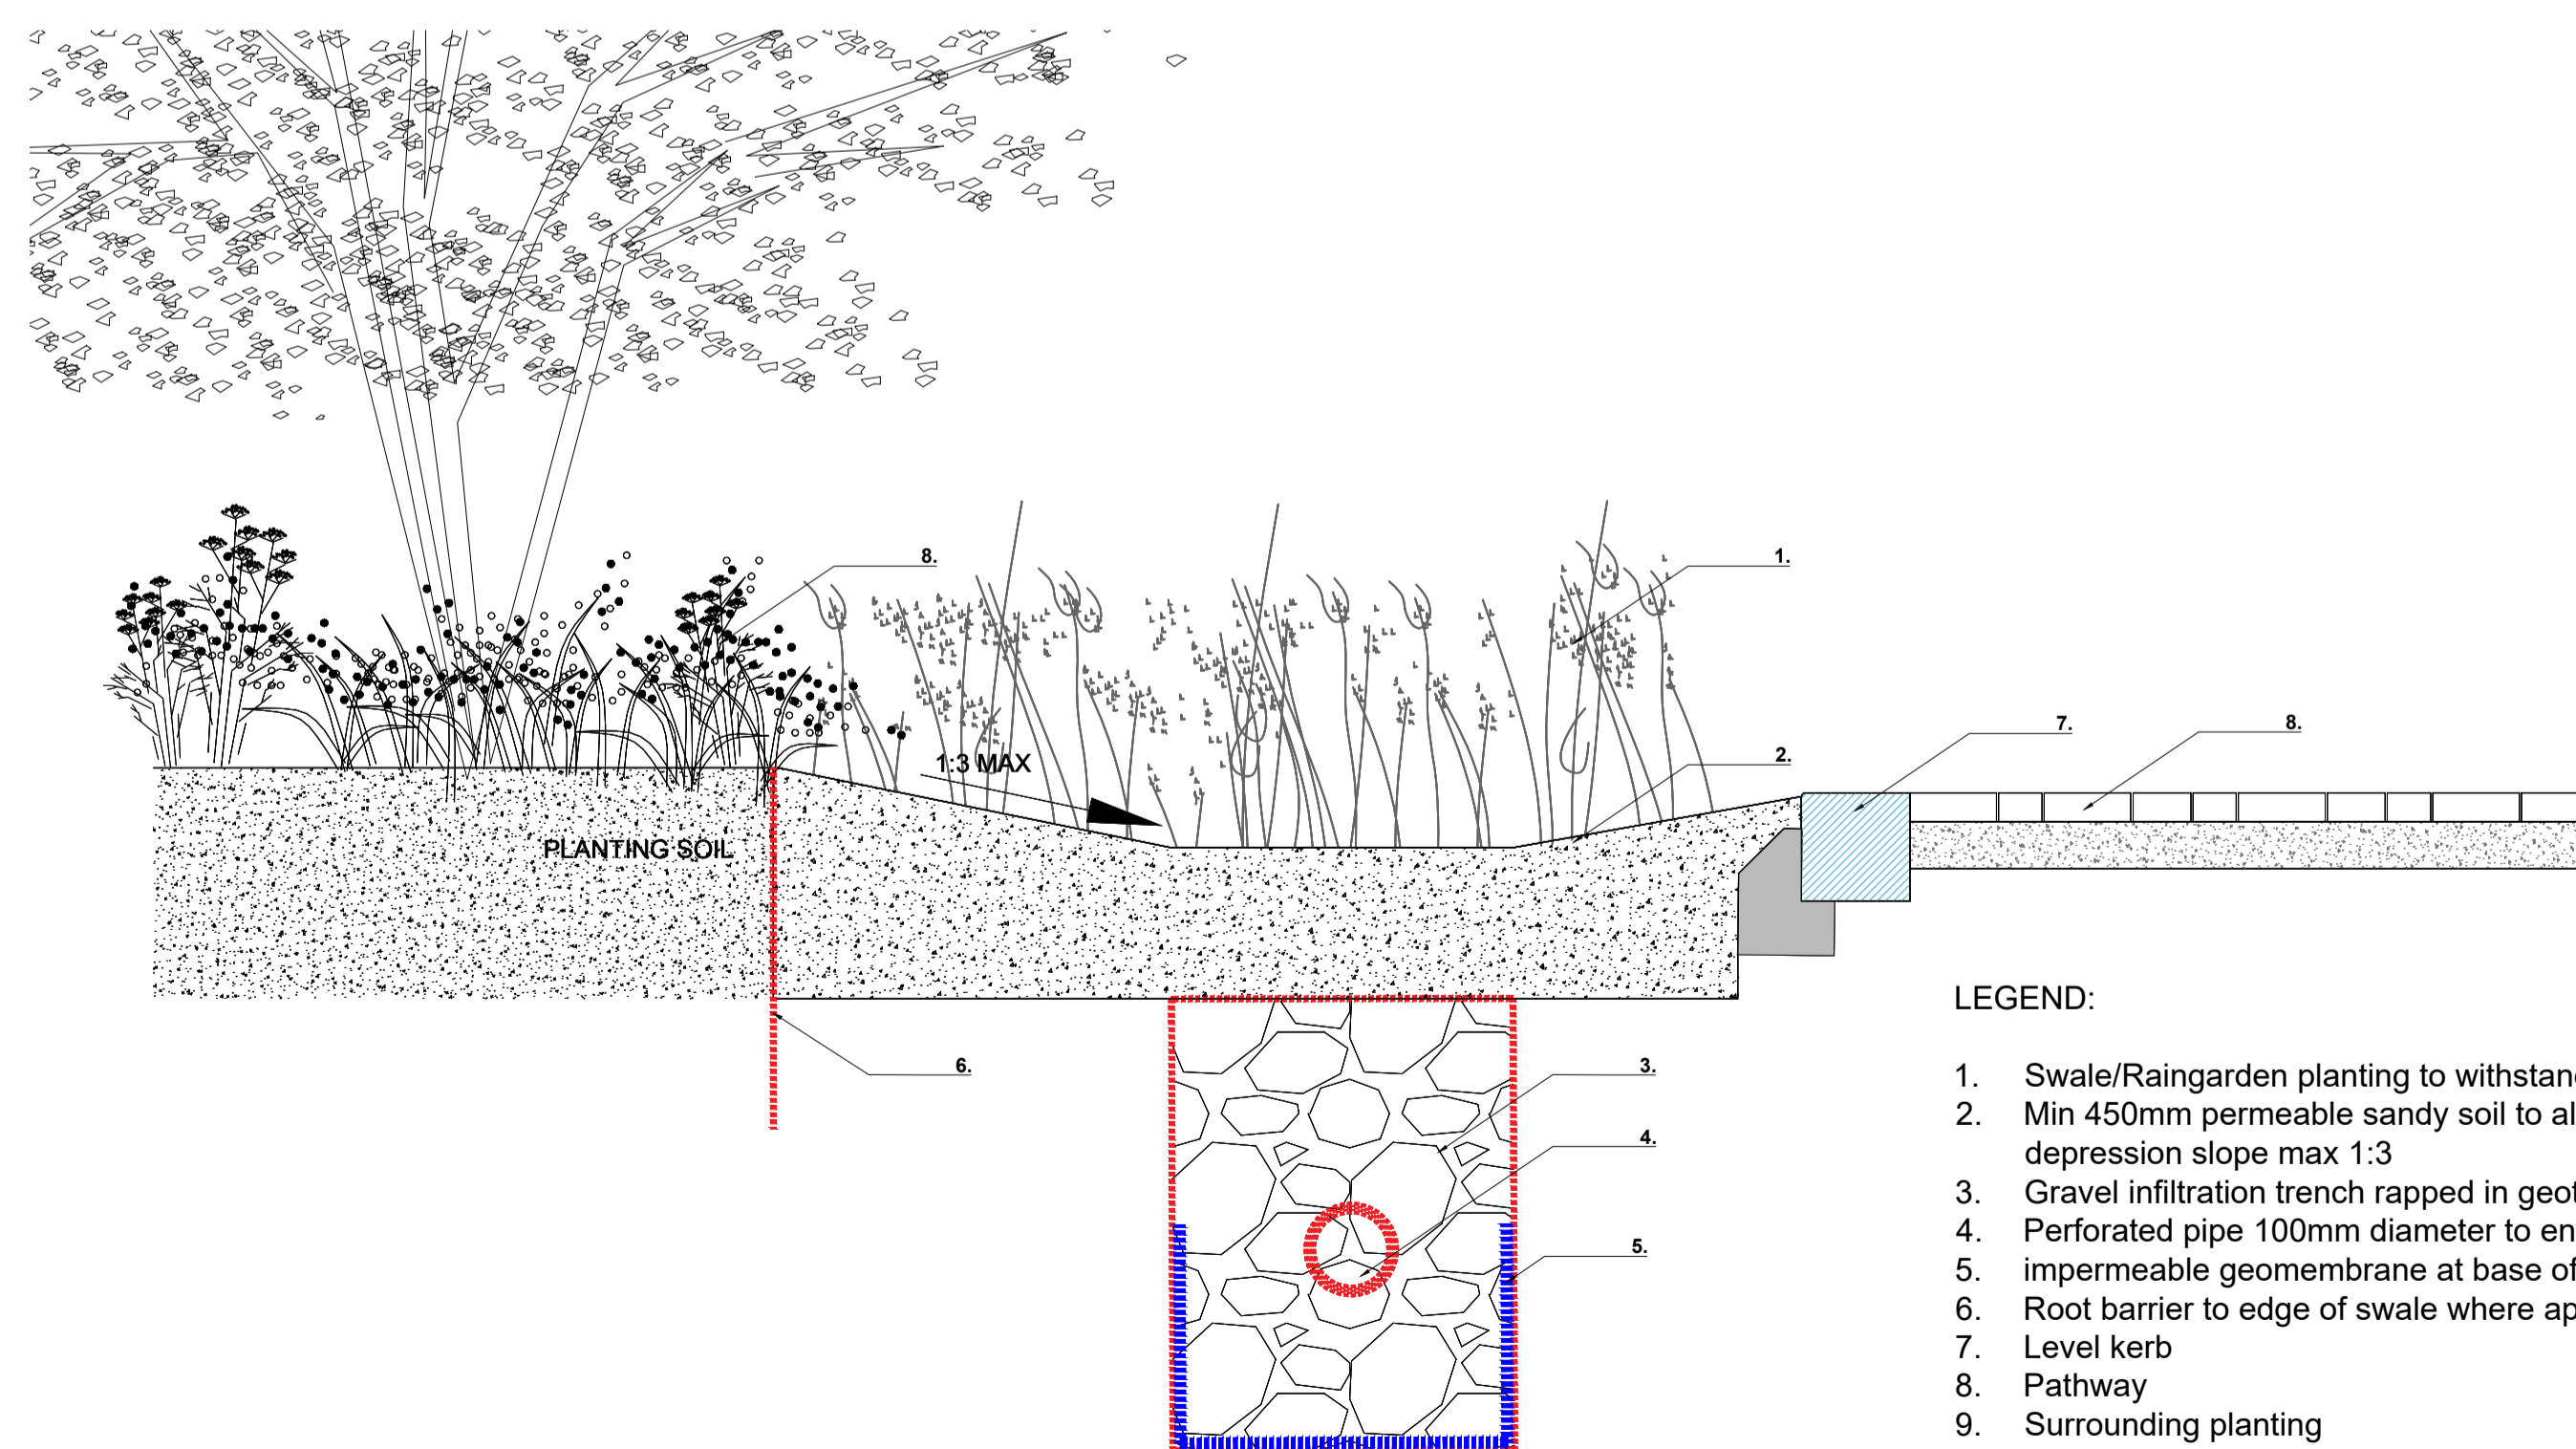 8.
1.
7.
8.
2.
1:3 MAX
PLANTING SOIL
6.
3.
4.
5.
LEGEND:
1. Swale/Raingarden planting to withstan
2. Min 450mm permeable sandy soil to al
depression slope max 1:3
3. Gravel infiltration trench rapped in geot
4. Perforated pipe 100mm diameter to en
5. impermeable geomembrane at base of
6. Root barrier to edge of swale where ap
7. Level kerb
8. Pathway
9. Surrounding planting